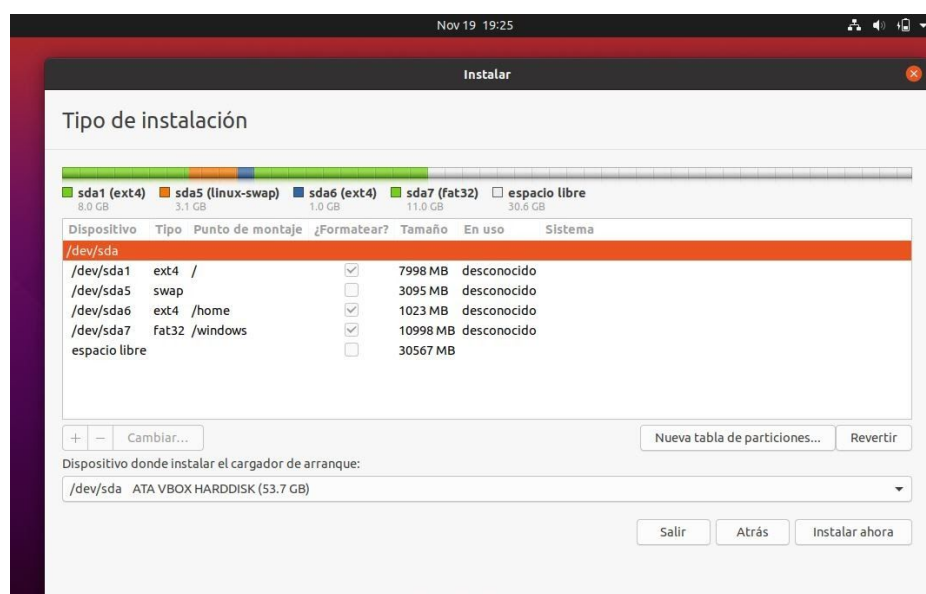 Nov 19 19:25
Instalar
Tipo de instalación
sda1 (ext4) sda5 (linux-swap) sda6 (ext4) sda7 (fat32) espacio libre
8.0 GB 3.1 GB 1.0 GB 11.0 GB 30.6 GB
Dispositivo Tipo Punto de montaje ¿Formatear? Tamaño En uso Sistema
/dev/sda
/dev/sda1 ext4 / 7998 MB desconocido
/dev/sda5 swap 3095 MB desconocido
/dev/sda6 ext4 /home 1023 MB desconocido
/dev/sda7 fat32 /windows 10998 MB desconocido
espacio libre 30567 MB
+ − Cambiar... Nueva tabla de particiones... Revertir
Dispositivo donde instalar el cargador de arranque:
/dev/sda ATA VBOX HARDDISK (53.7 GB)
Salir Atrás Instalar ahora